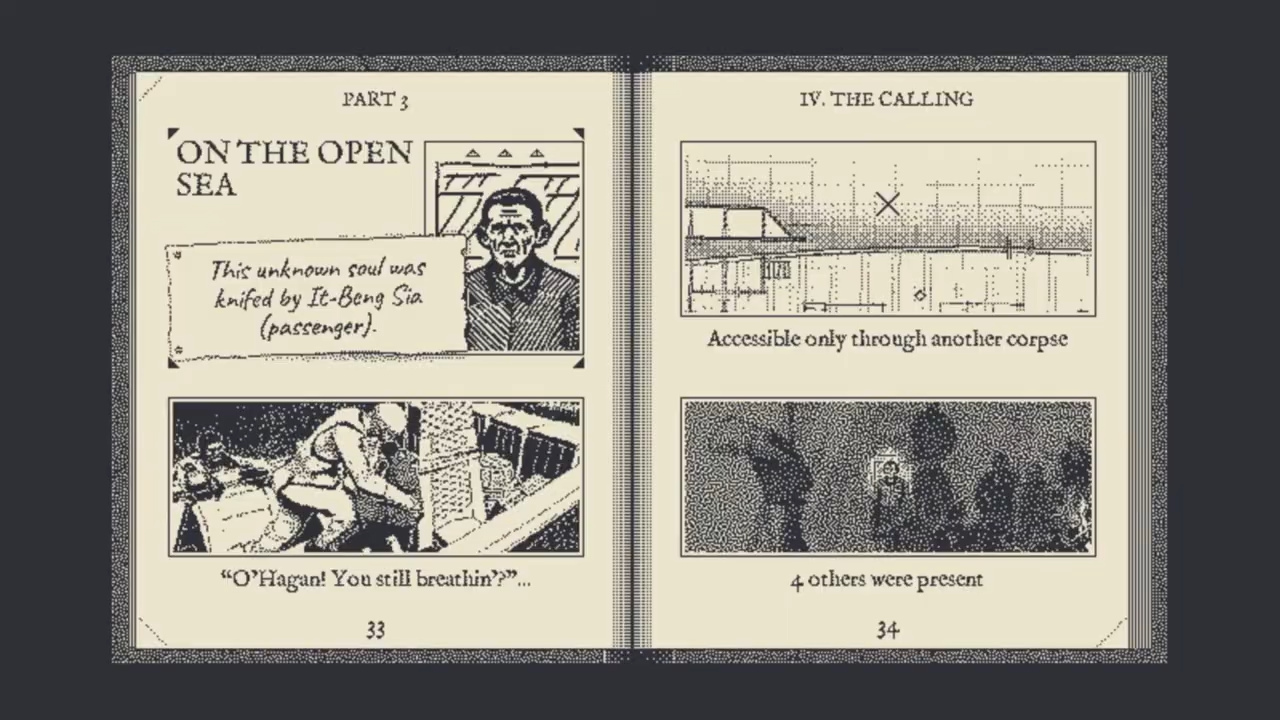 PART 3
ON THE OPEN
SEA
This unknown soul was
knifed by It-Beng Sia
(passenger).
"O'Hagan! You still breathin'?"...
33
IV. THE CALLING
Accessible only through another corpse
4 others were present
34